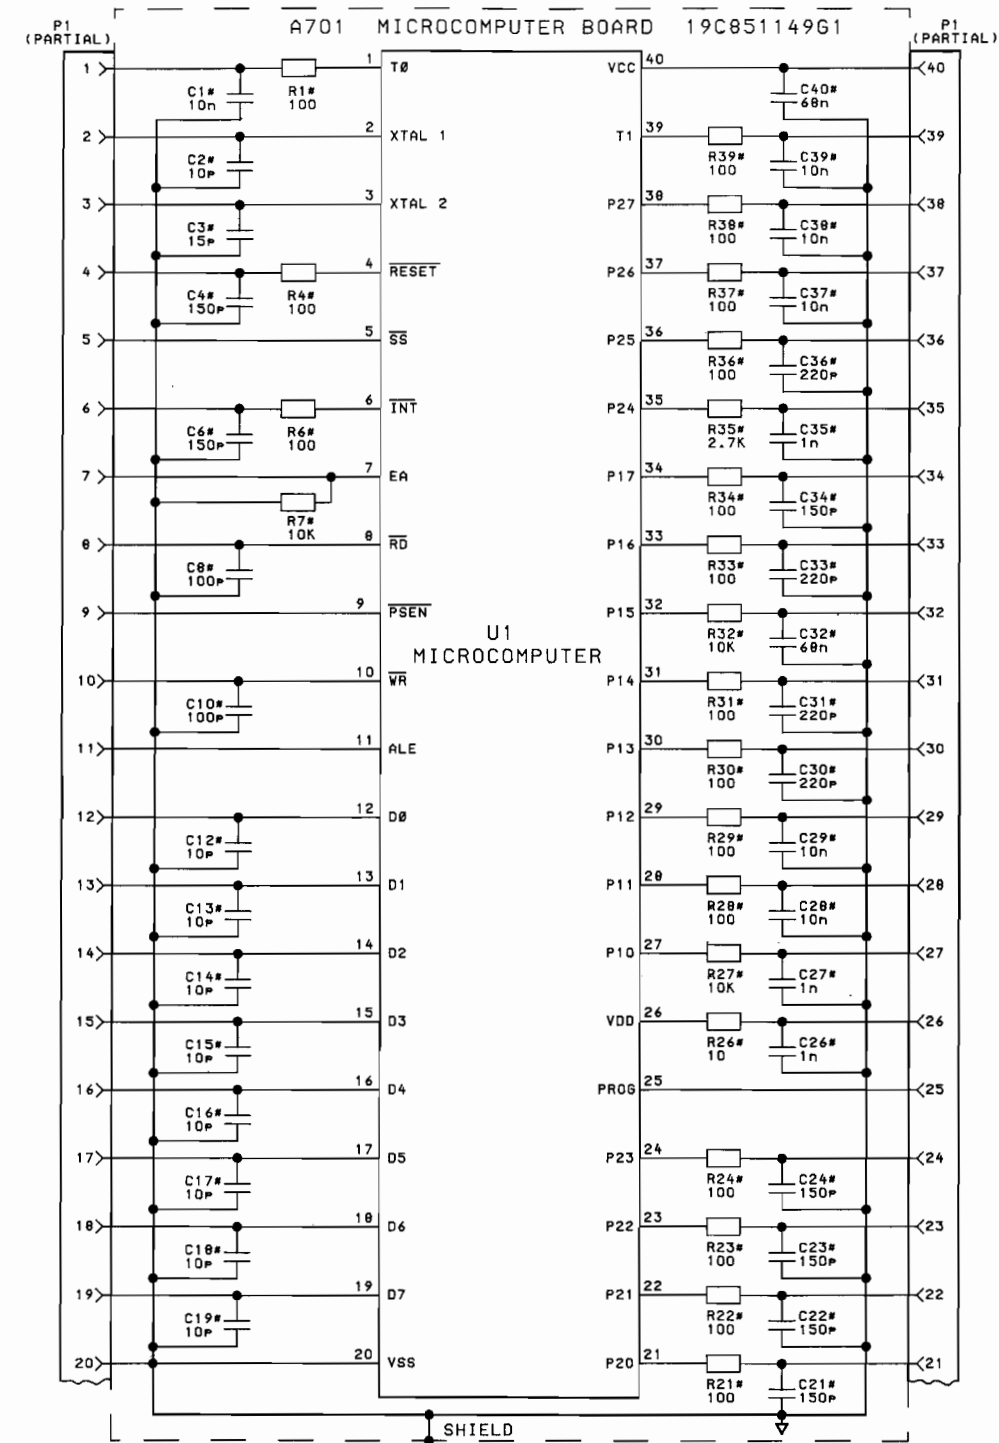 A701 MICROCOMPUTER BOARD 19C851149G1
P1
(PARTIAL)
P1
(PARTIAL)
1 1 TØ VCC 40 40
C1# 10n R1# 100 C40# 68n
2 2 XTAL 1 T1 39 39
C2# 10p R39# 100 C39# 10n
3 3 XTAL 2 P27 38 38
C3# 15p R38# 100 C38# 10n
4 4 RESET P26 37 37
C4# 150p R4# 100 R37# 100 C37# 10n
5 5 SS P25 36 36
R36# 100 C36# 220p
6 6 INT P24 35 35
C6# 150p R6# 100 R35# 2.7K C35# 1n
7 7 EA P17 34 34
R7# 10K R34# 100 C34# 150p
8 8 RD P16 33 33
C8# 100p R33# 100 C33# 220p
9 9 PSEN P15 32 32
U1
MICROCOMPUTER
R32# 10K C32# 68n
10 10 WR P14 31 31
C10# 100p R31# 100 C31# 220p
11 11 ALE P13 30 30
R30# 100 C30# 220p
12 12 DØ P12 29 29
C12# 10p R29# 100 C29# 10n
13 13 D1 P11 28 28
C13# 10p R28# 100 C28# 10n
14 14 D2 P10 27 27
C14# 10p R27# 10K C27# 1n
15 15 D3 VDD 26 26
C15# 10p R26# 10 C26# 1n
16 16 D4 PROG 25 25
C16# 10p
17 17 D5 P23 24 24
C17# 10p R24# 100 C24# 150p
18 18 D6 P22 23 23
C18# 10p R23# 100 C23# 150p
19 19 D7 P21 22 22
C19# 10p R22# 100 C22# 150p
20 20 VSS P20 21 21
R21# 100 C21# 150p
SHIELD